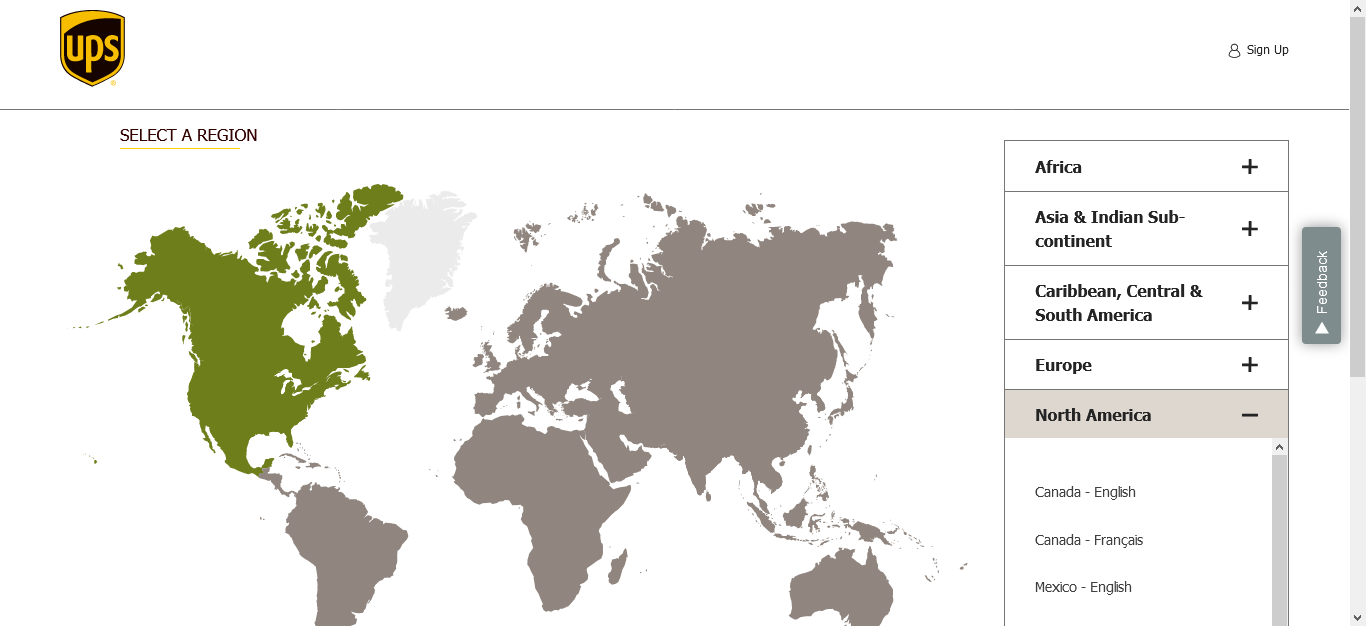 ups
Sign Up
SELECT A REGION
Africa
Asia & Indian Sub-
continent
Caribbean, Central &
South America
Europe
North America
Canada - English
Canada - Français
Mexico - English
Feedback